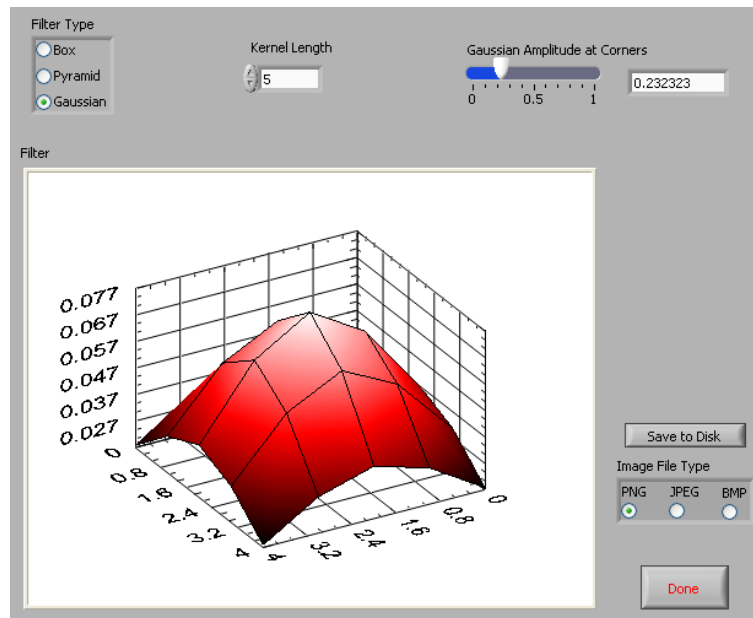 Filter Type
Box
Pyramid
Gaussian
Kernel Length
5
Gaussian Amplitude at Corners
0 0.5 1
0.232323
Filter
0.077
0.067
0.057
0.047
0.037
0.027
0
0.8
1.6
2.4
3.2
4
4
3.2
2.4
1.6
0.8
0
Save to Disk
Image File Type
PNG JPEG BMP
Done